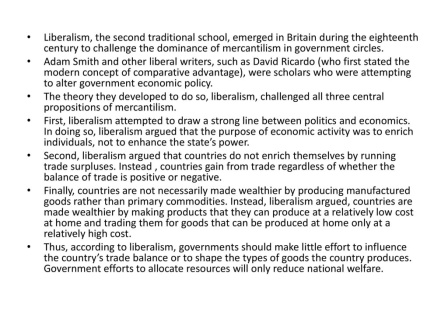 • Liberalism, the second traditional school, emerged in Britain during the eighteenth
century to challenge the dominance of mercantilism in government circles.
• Adam Smith and other liberal writers, such as David Ricardo (who first stated the
modern concept of comparative advantage), were scholars who were attempting
to alter government economic policy.
• The theory they developed to do so, liberalism, challenged all three central
propositions of mercantilism.
• First, liberalism attempted to draw a strong line between politics and economics.
In doing so, liberalism argued that the purpose of economic activity was to enrich
individuals, not to enhance the state’s power.
• Second, liberalism argued that countries do not enrich themselves by running
trade surpluses. Instead , countries gain from trade regardless of whether the
balance of trade is positive or negative.
• Finally, countries are not necessarily made wealthier by producing manufactured
goods rather than primary commodities. Instead, liberalism argued, countries are
made wealthier by making products that they can produce at a relatively low cost
at home and trading them for goods that can be produced at home only at a
relatively high cost.
• Thus, according to liberalism, governments should make little effort to influence
the country’s trade balance or to shape the types of goods the country produces.
Government efforts to allocate resources will only reduce national welfare.